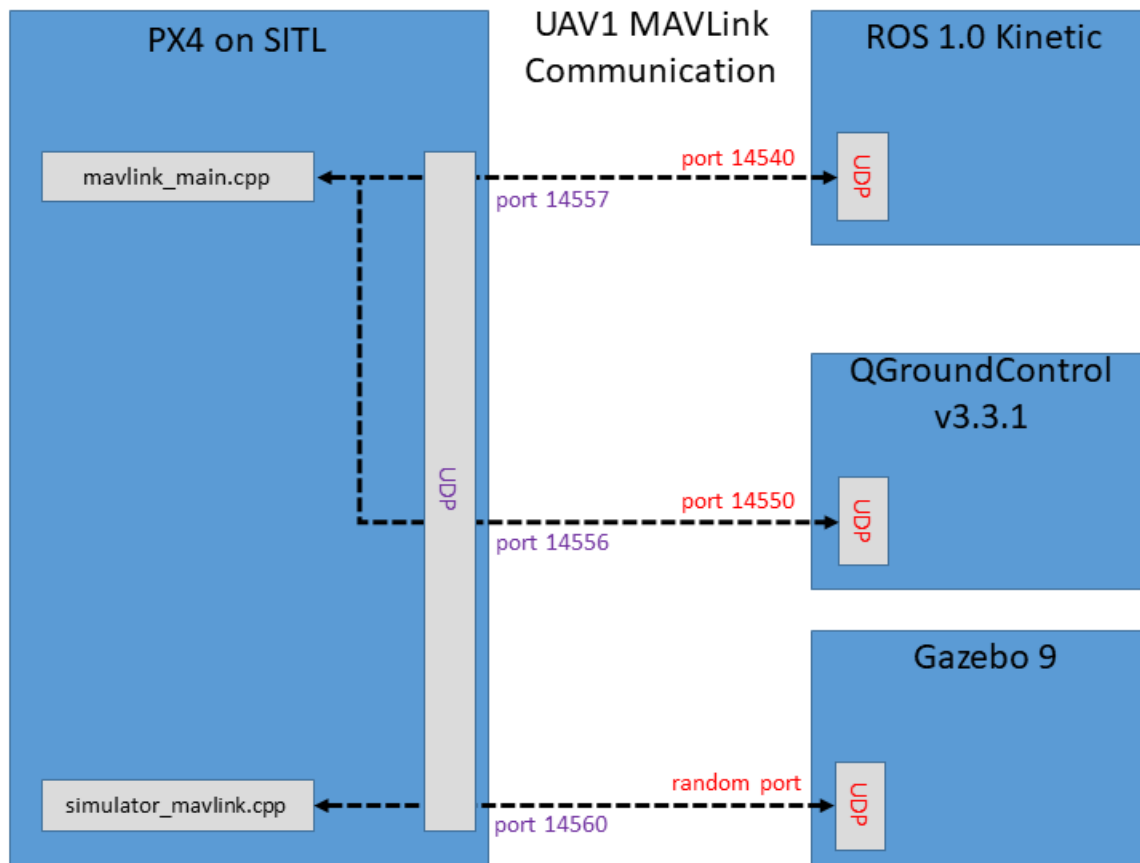 PX4 on SITL
UAV1 MAVLink
Communication
ROS 1.0 Kinetic
mavlink_main.cpp
port 14540
port 14557
UDP
QGroundControl
v3.3.1
UDP
port 14550
port 14556
UDP
Gazebo 9
simulator_mavlink.cpp
random port
port 14560
UDP